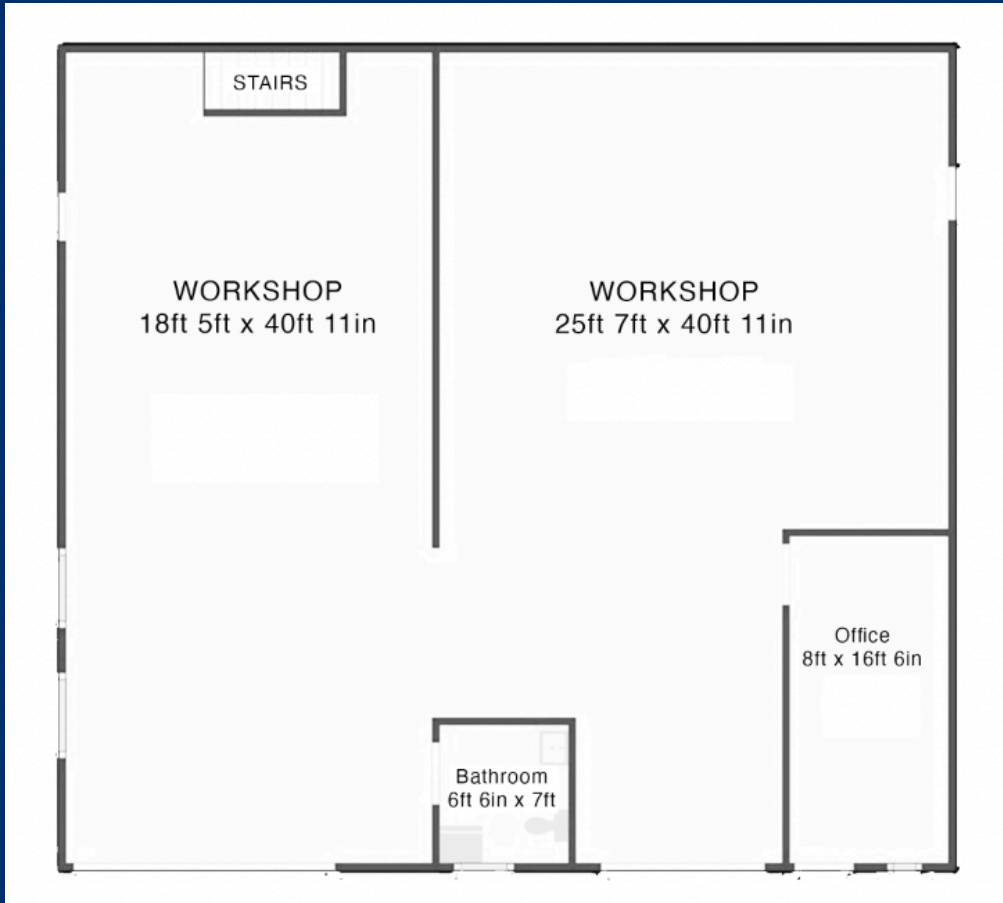 STAIRS
WORKSHOP
18ft 5ft x 40ft 11in
WORKSHOP
25ft 7ft x 40ft 11in
Office
8ft x 16ft 6in
Bathroom
6ft 6in x 7ft